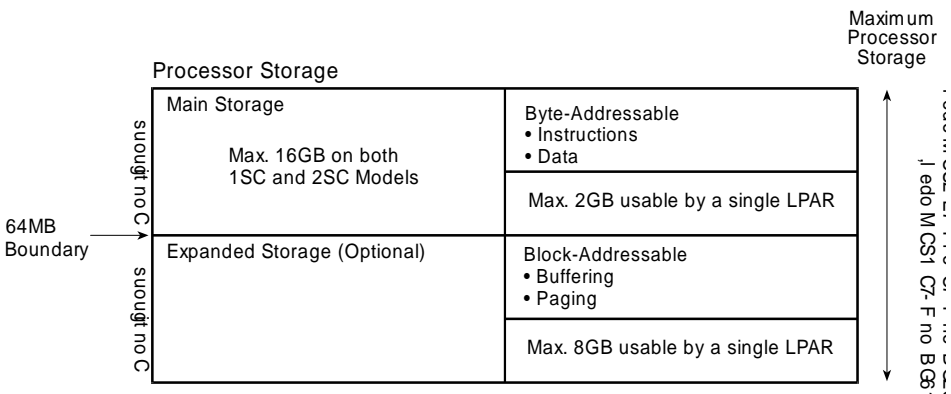 Maximum
Processor
Storage
Processor Storage
Main Storage
Max. 16GB on both
1SC and 2SC Models
Byte-Addressable
• Instructions
• Data
Max. 2GB usable by a single LPAR
Contiguous
64MB
Boundary
Expanded Storage (Optional)
Block-Addressable
• Buffering
• Paging
Max. 8GB usable by a single LPAR
Contiguous